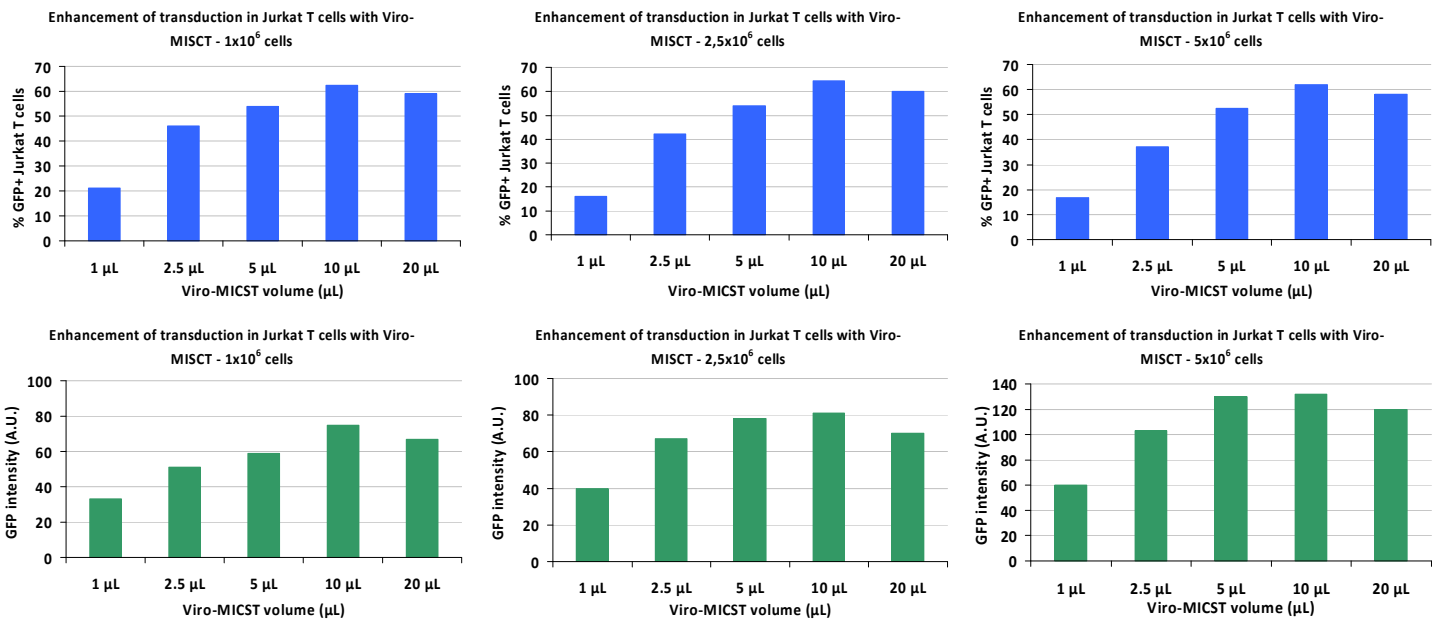 Enhancement of transduction in Jurkat T cells with Viro-
MISCT - 1x10⁶ cells
% GFP+ Jurkat T cells
70
60
50
40
30
20
10
0
1 µL 2.5 µL 5 µL 10 µL 20 µL
Viro-MICST volume (µL)
Enhancement of transduction in Jurkat T cells with Viro-
MISCT - 2,5x10⁶ cells
% GFP+ Jurkat T cells
70
60
50
40
30
20
10
0
1 µL 2.5 µL 5 µL 10 µL 20 µL
Viro-MICST volume (µL)
Enhancement of transduction in Jurkat T cells with Viro-
MISCT - 5x10⁶ cells
% GFP+ Jurkat T cells
70
60
50
40
30
20
10
0
1 µL 2.5 µL 5 µL 10 µL 20 µL
Viro-MICST volume (µL)
Enhancement of transduction in Jurkat T cells with Viro-
MISCT - 1x10⁶ cells
GFP intensity (A.U.)
100
80
60
40
20
0
1 µL 2.5 µL 5 µL 10 µL 20 µL
Viro-MICST volume (µL)
Enhancement of transduction in Jurkat T cells with Viro-
MISCT - 2,5x10⁶ cells
GFP intensity (A.U.)
100
80
60
40
20
0
1 µL 2.5 µL 5 µL 10 µL 20 µL
Viro-MICST volume (µL)
Enhancement of transduction in Jurkat T cells with Viro-
MISCT - 5x10⁶ cells
GFP intensity (A.U.)
140
120
100
80
60
40
20
0
1 µL 2.5 µL 5 µL 10 µL 20 µL
Viro-MICST volume (µL)